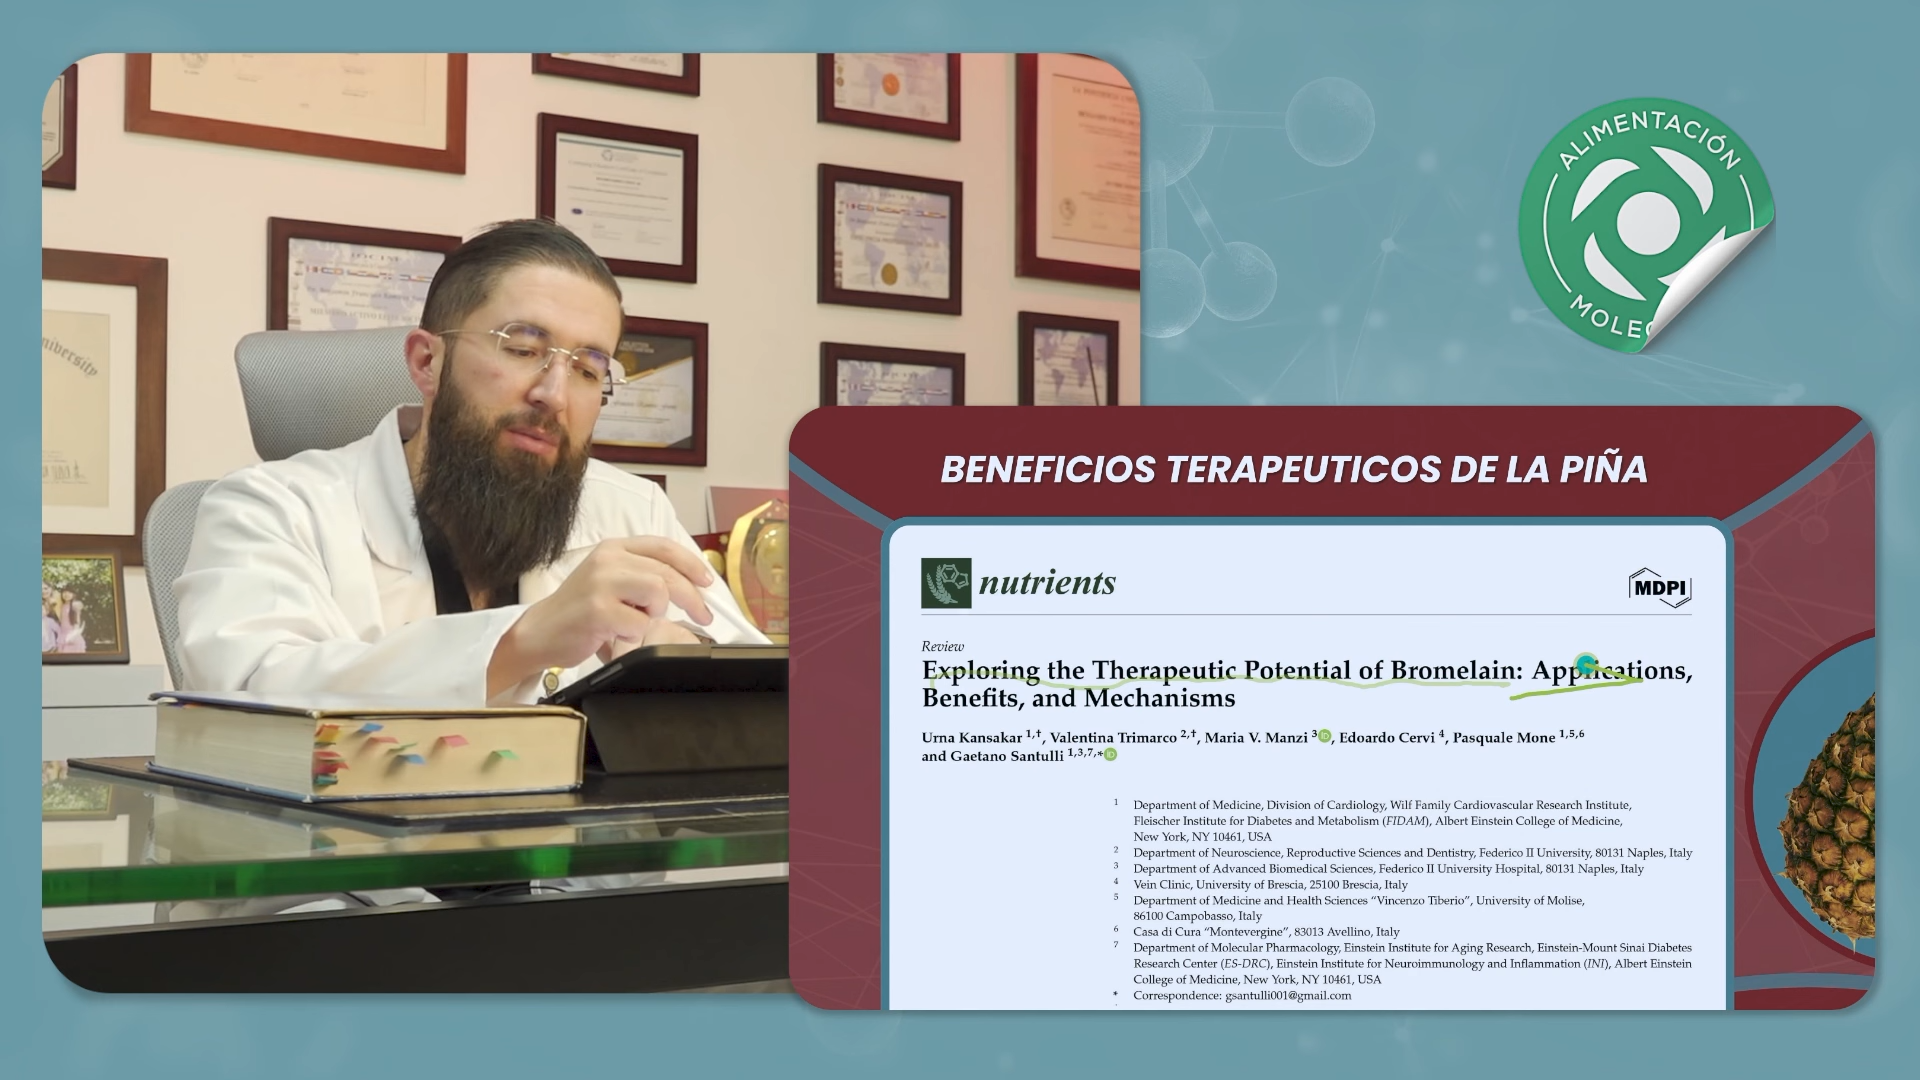 ALIMENTACIÓN
BENEFICIOS TERAPEUTICOS DE LA PIÑA
nutrients
MDPI
Review
Exploring the Therapeutic Potential of Bromelain: Applications,
Benefits, and Mechanisms
Urna Kansakar 1,†, Valentina Trimarco 2,†, Maria V. Manzi 3, Edoardo Cervi 4, Pasquale Mone 1,5,6
and Gaetano Santulli 1,3,7,*
1 Department of Medicine, Division of Cardiology, Wilf Family Cardiovascular Research Institute,
Fleischer Institute for Diabetes and Metabolism (FIDAM), Albert Einstein College of Medicine,
New York, NY 10461, USA
2 Department of Neuroscience, Reproductive Sciences and Dentistry, Federico II University, 80131 Naples, Italy
3 Department of Advanced Biomedical Sciences, Federico II University Hospital, 80131 Naples, Italy
4 Vein Clinic, University of Brescia, 25100 Brescia, Italy
5 Department of Medicine and Health Sciences “Vincenzo Tiberio”, University of Molise,
86100 Campobasso, Italy
6 Casa di Cura “Montevergine”, 83013 Avellino, Italy
7 Department of Molecular Pharmacology, Einstein Institute for Aging Research, Einstein-Mount Sinai Diabetes
Research Center (ES-DRC), Einstein Institute for Neuroimmunology and Inflammation (INI), Albert Einstein
College of Medicine, New York, NY 10461, USA
* Correspondence: gsantulli001@gmail.com